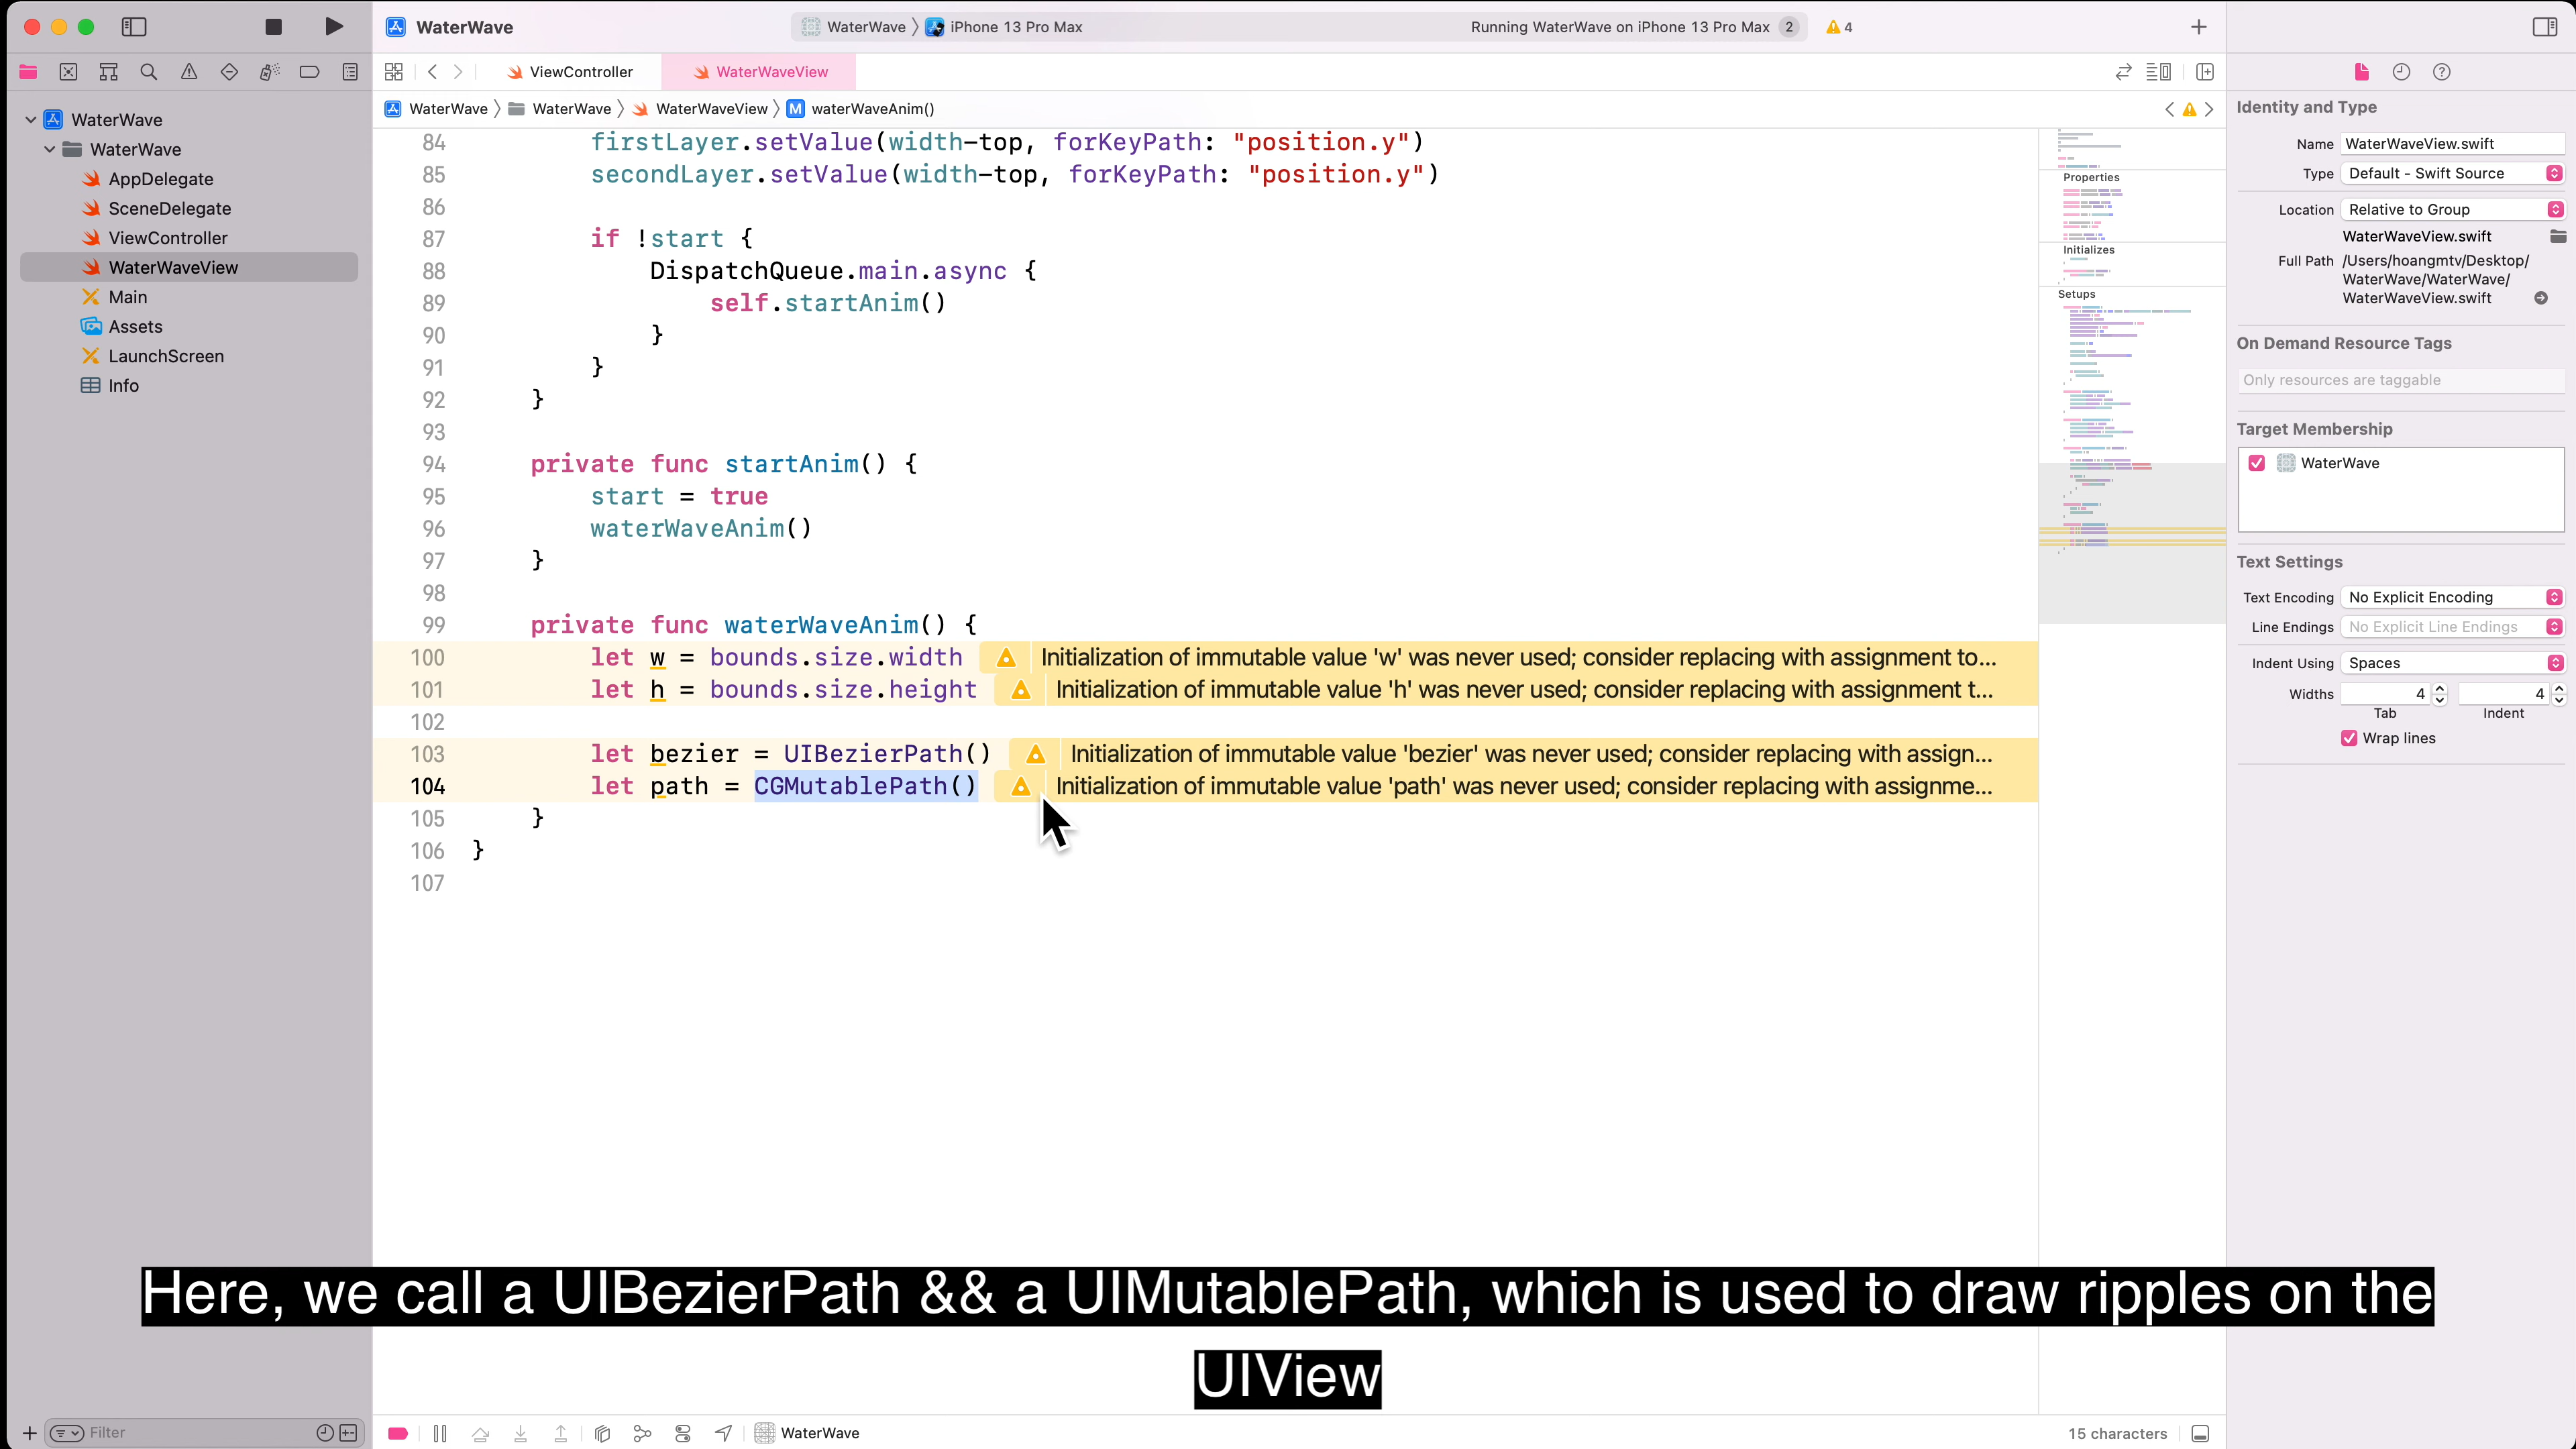 WaterWave
WaterWave
iPhone 13 Pro Max
Running WaterWave on iPhone 13 Pro Max
2
4
ViewController
WaterWaveView
WaterWave
WaterWave
WaterWaveView
M
waterWaveAnim()
WaterWave
WaterWave
AppDelegate
SceneDelegate
ViewController
WaterWaveView
Main
Assets
LaunchScreen
Info
84 firstLayer.setValue(width-top, forKeyPath: "position.y")
85 secondLayer.setValue(width-top, forKeyPath: "position.y")
86
87 if !start {
88 DispatchQueue.main.async {
89 self.startAnim()
90 }
91 }
92 }
93
94 private func startAnim() {
95 start = true
96 waterWaveAnim()
97 }
98
99 private func waterWaveAnim() {
100 let w = bounds.size.width Initialization of immutable value 'w' was never used; consider replacing with assignment to...
101 let h = bounds.size.height Initialization of immutable value 'h' was never used; consider replacing with assignment t...
102
103 let bezier = UIBezierPath() Initialization of immutable value 'bezier' was never used; consider replacing with assign...
104 let path = CGMutablePath() Initialization of immutable value 'path' was never used; consider replacing with assignme...
105 }
106 }
107
Properties
Initializes
Setups
Identity and Type
Name WaterWaveView.swift
Type Default - Swift Source
Location Relative to Group
WaterWaveView.swift
Full Path /Users/hoangmtv/Desktop/
WaterWave/WaterWave/
WaterWaveView.swift
On Demand Resource Tags
Only resources are taggable
Target Membership
WaterWave
Text Settings
Text Encoding No Explicit Encoding
Line Endings No Explicit Line Endings
Indent Using Spaces
Widths 4 4
Tab Indent
Wrap lines
Here, we call a UIBezierPath && a UIMutablePath, which is used to draw ripples on the
UIView
Filter
WaterWave
15 characters